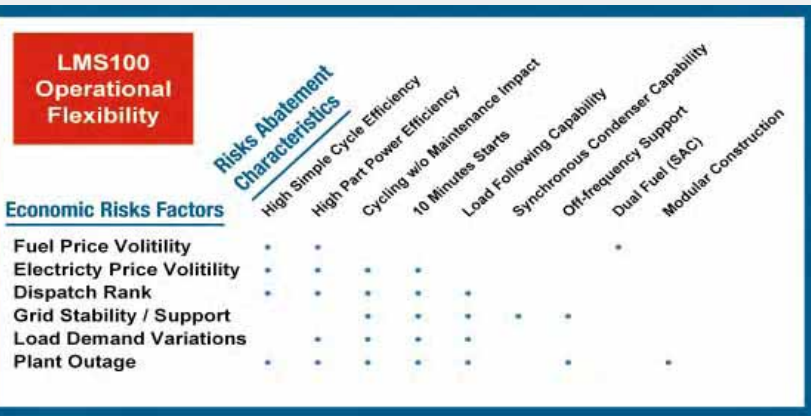 LMS100
Operational
Flexibility
Risks Abatement
Characteristics
High Simple Cycle Efficiency
High Part Power Efficiency
Cycling w/o Maintenance Impact
10 Minutes Starts
Load Following Capability
Synchronous Condenser Capability
Off-frequency Support
Dual Fuel (SAC)
Modular Construction
Economic Risks Factors
Fuel Price Volitility
Electricty Price Volitility
Dispatch Rank
Grid Stability / Support
Load Demand Variations
Plant Outage